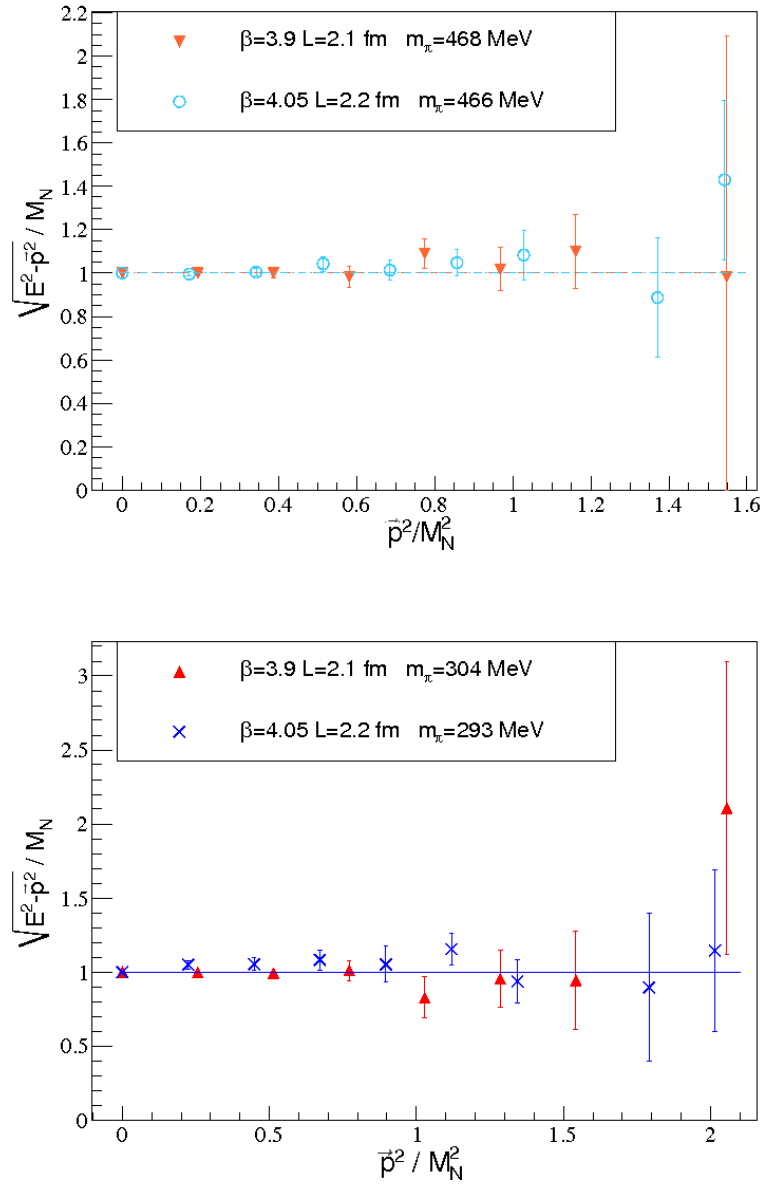 β=3.9 L=2.1 fm mπ=468 MeV
β=4.05 L=2.2 fm mπ=466 MeV
√E²-p⃗² / M_N
2.2
2
1.8
1.6
1.4
1.2
1
0.8
0.6
0.4
0.2
0
0 0.2 0.4 0.6 0.8 1 1.2 1.4 1.6
p⃗²/M_N²
β=3.9 L=2.1 fm mπ=304 MeV
β=4.05 L=2.2 fm mπ=293 MeV
√E²-p⃗² / M_N
3
2.5
2
1.5
1
0.5
0
0 0.5 1 1.5 2
p⃗² / M_N²